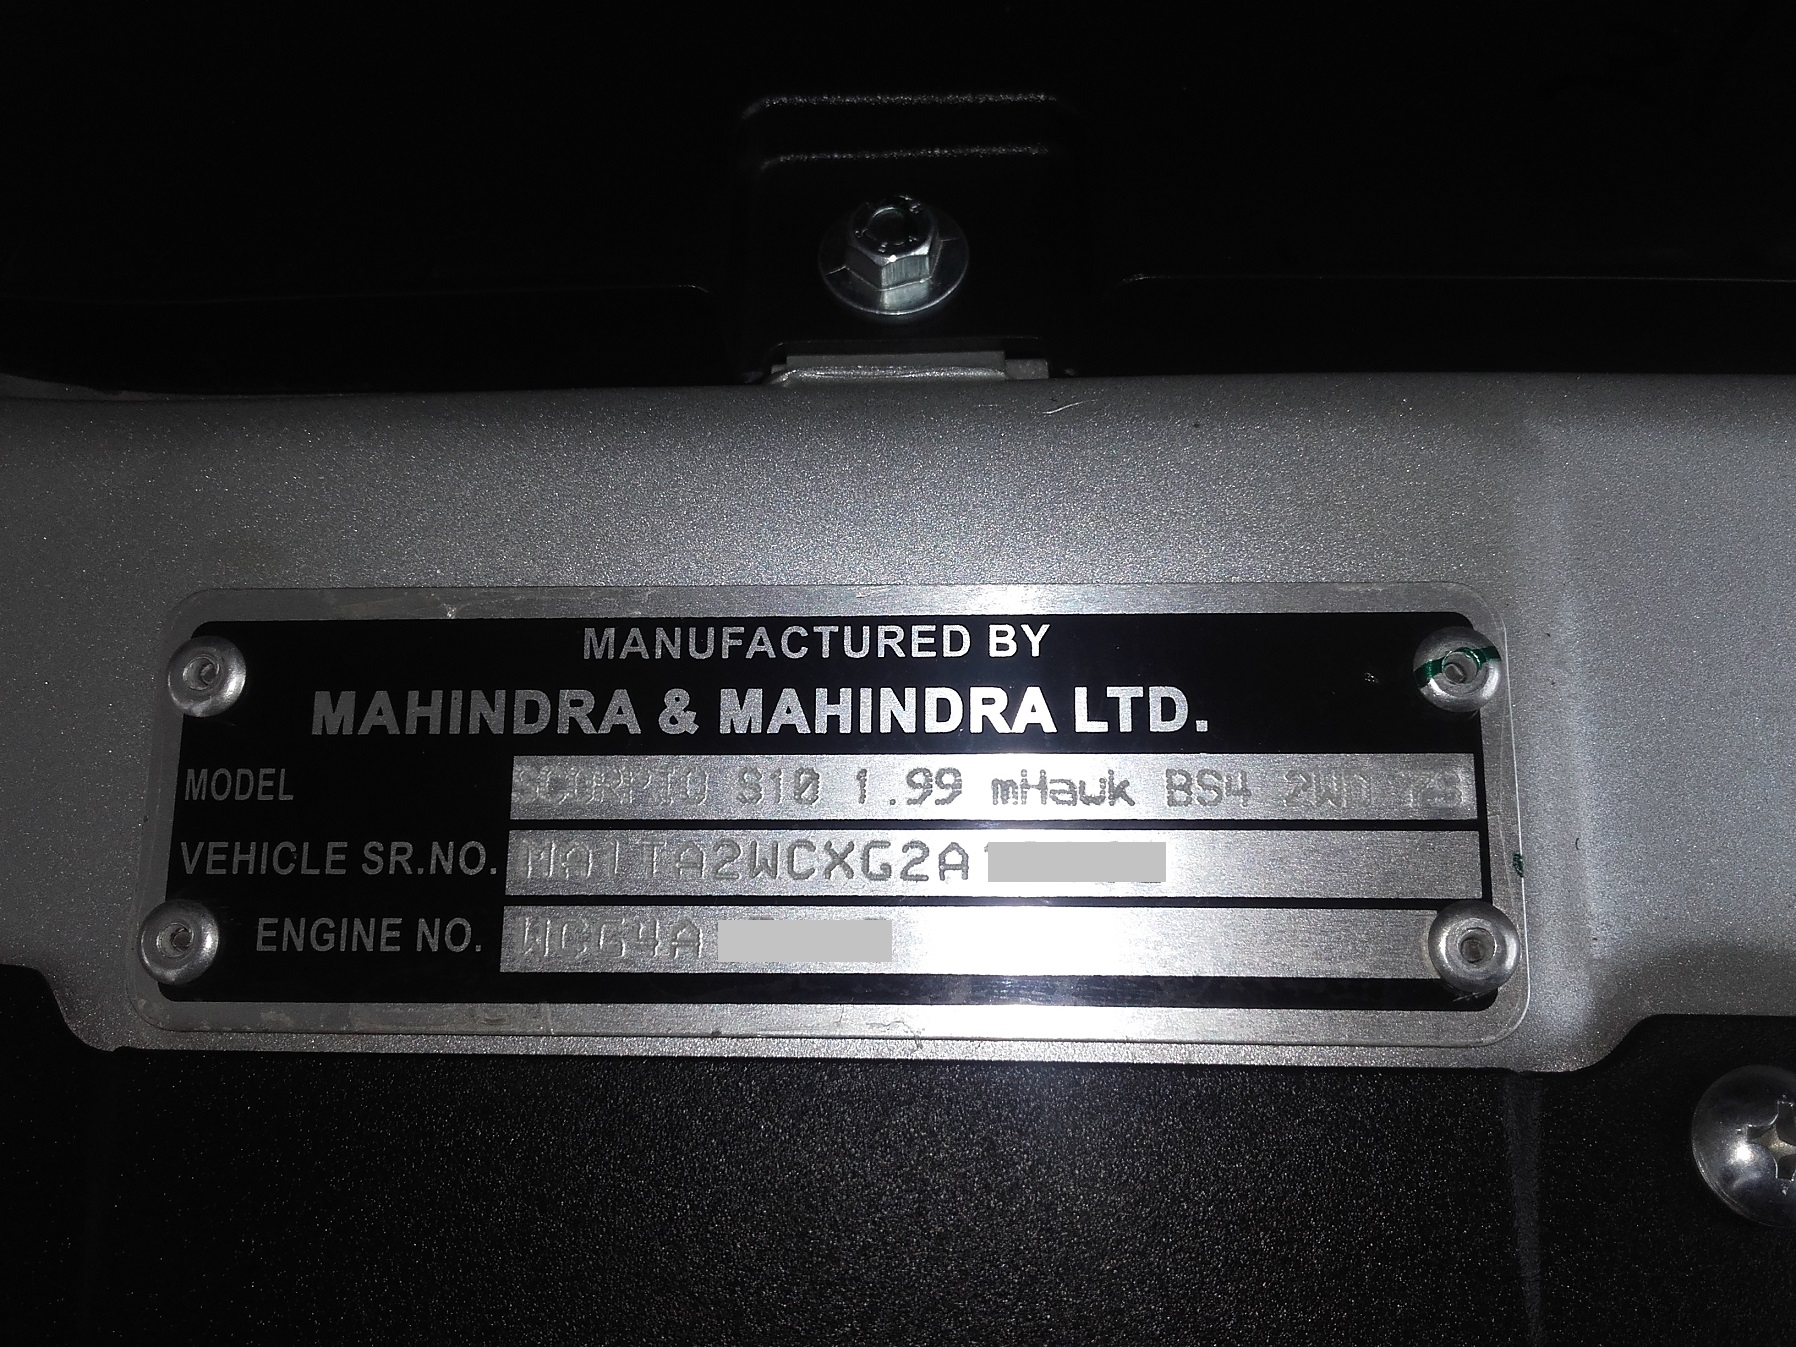 MANUFACTURED BY
MAHINDRA & MAHINDRA LTD.
MODEL SCORPIO S10 1.99 mHawk BS4 2WD 7S
VEHICLE SR.NO. MA1TA2WCXG2A
ENGINE NO. WCG4A